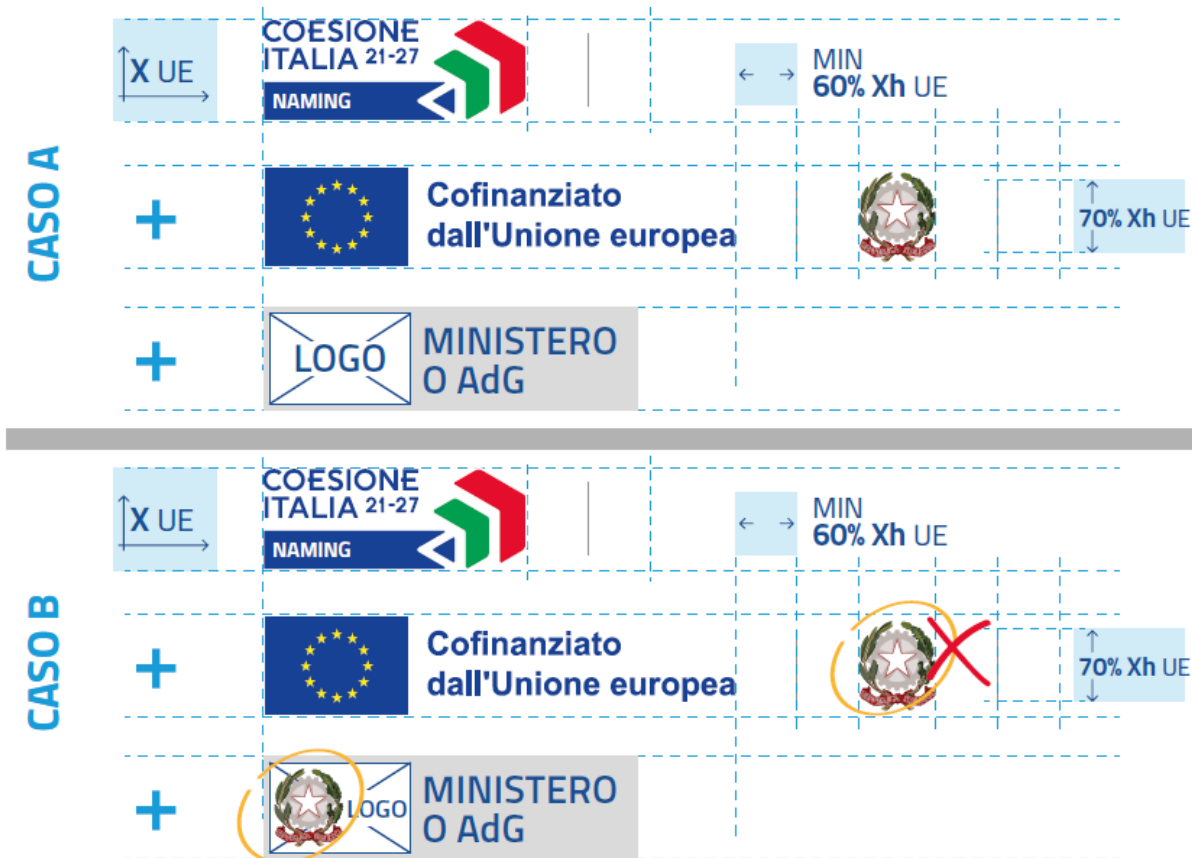 CASO A
X UE
COESIONE
ITALIA 21-27
NAMING
MIN
60% Xh UE
+
Cofinanziato
dall'Unione europea
70% Xh UE
+
LOGO
MINISTERO
O AdG
CASO B
X UE
COESIONE
ITALIA 21-27
NAMING
MIN
60% Xh UE
+
Cofinanziato
dall'Unione europea
70% Xh UE
+
LOGO
MINISTERO
O AdG